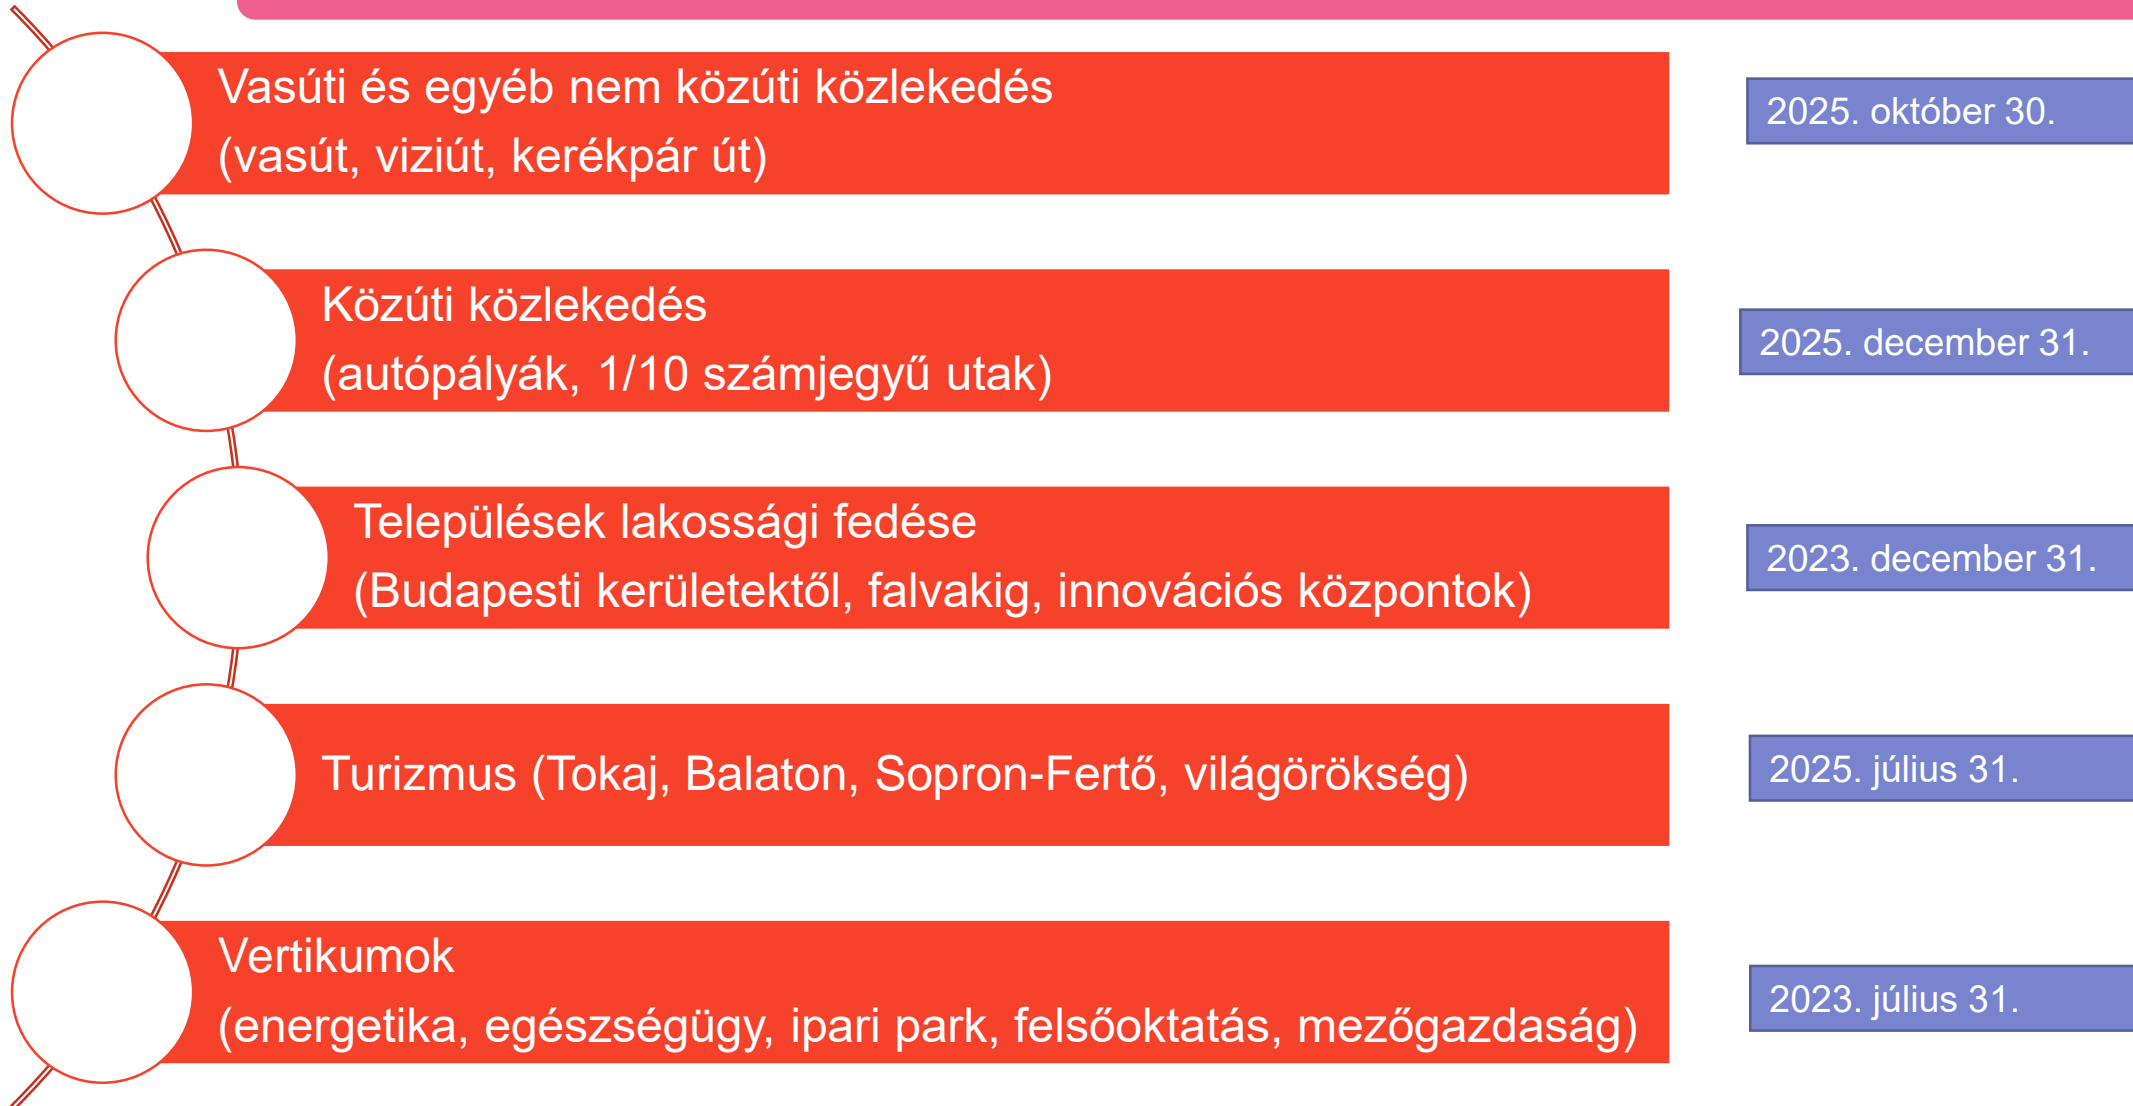 Vasúti és egyéb nem közúti közlekedés
(vasút, viziút, kerékpár út)
2025. október 30.
Közúti közlekedés
(autópályák, 1/10 számjegyű utak)
2025. december 31.
Települések lakossági fedése
(Budapesti kerületektől, falvakig, innovációs központok)
2023. december 31.
Turizmus (Tokaj, Balaton, Sopron-Fertő, világörökség)
2025. július 31.
Vertikumok
(energetika, egészségügy, ipari park, felsőoktatás, mezőgazdaság)
2023. július 31.